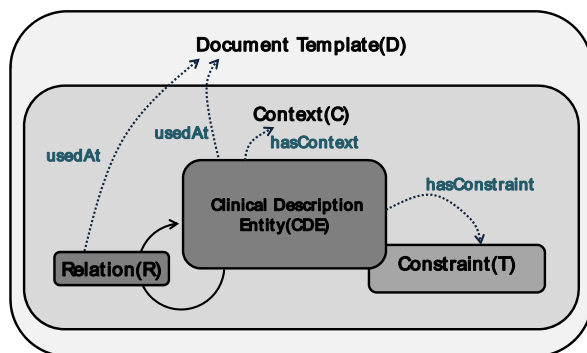 Document Template(D)
Context(C)
usedAt
usedAt
hasContext
hasConstraint
Clinical Description
Entity(CDE)
Relation(R)
Constraint(T)